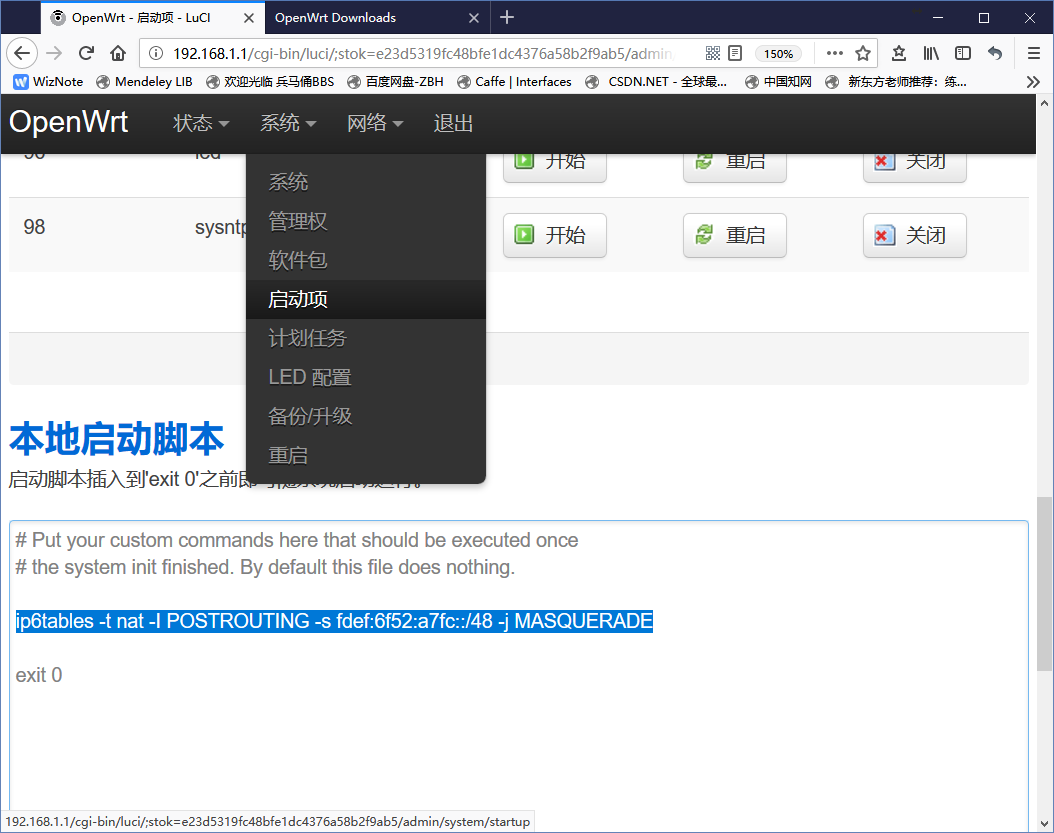 OpenWrt - 启动项 - LuCI
OpenWrt Downloads
192.168.1.1/cgi-bin/luci/;stok=e23d5319fc48bfe1dc4376a58b2f9ab5/admin
150%
WizNote
Mendeley LIB
欢迎光临 兵马俑BBS
百度网盘-ZBH
Caffe | Interfaces
CSDN.NET - 全球最...
中国知网
新东方老师推荐：练...
OpenWrt
状态
系统
网络
退出
96 led 开始 重启 关闭
98 sysntp 开始 重启 关闭
系统
管理权
软件包
启动项
计划任务
LED 配置
备份/升级
重启
本地启动脚本
启动脚本插入到'exit 0'之前即可随系统启动运行。
# Put your custom commands here that should be executed once
# the system init finished. By default this file does nothing.
ip6tables -t nat -I POSTROUTING -s fdef:6f52:a7fc::/48 -j MASQUERADE
exit 0
192.168.1.1/cgi-bin/luci/;stok=e23d5319fc48bfe1dc4376a58b2f9ab5/admin/system/startup